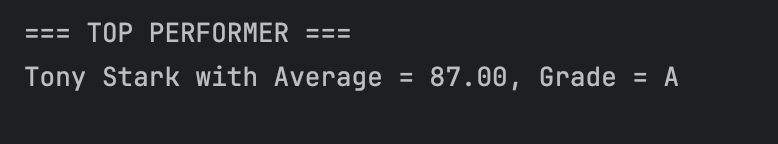 === TOP PERFORMER ===
Tony Stark with Average = 87.00, Grade = A